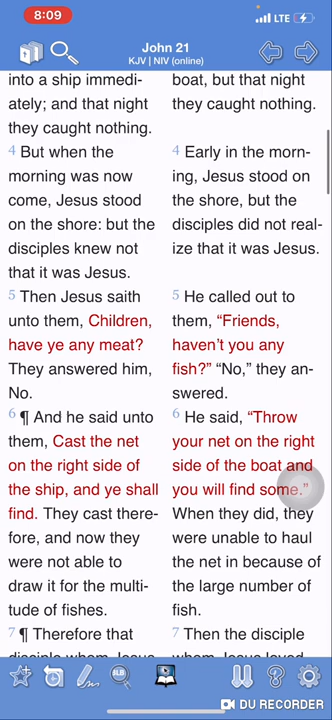 8:09
LTE
John 21
KJV | NIV (online)
into a ship immedi-
ately; and that night
they caught nothing.
4 But when the
morning was now
come, Jesus stood
on the shore: but the
disciples knew not
that it was Jesus.
5 Then Jesus saith
unto them, Children,
have ye any meat?
They answered him,
No.
6 ¶ And he said unto
them, Cast the net
on the right side of
the ship, and ye shall
find. They cast there-
fore, and now they
were not able to
draw it for the multi-
tude of fishes.
7 ¶ Therefore that
disciple whom Jesus
boat, but that night
they caught nothing.
4 Early in the morn-
ing, Jesus stood on
the shore, but the
disciples did not real-
ize that it was Jesus.
5 He called out to
them, “Friends,
haven’t you any
fish?” “No,” they an-
swered.
6 He said, “Throw
your net on the right
side of the boat and
you will find some.”
When they did, they
were unable to haul
the net in because of
the large number of
fish.
7 Then the disciple
whom Jesus loved
SLB
DU RECORDER